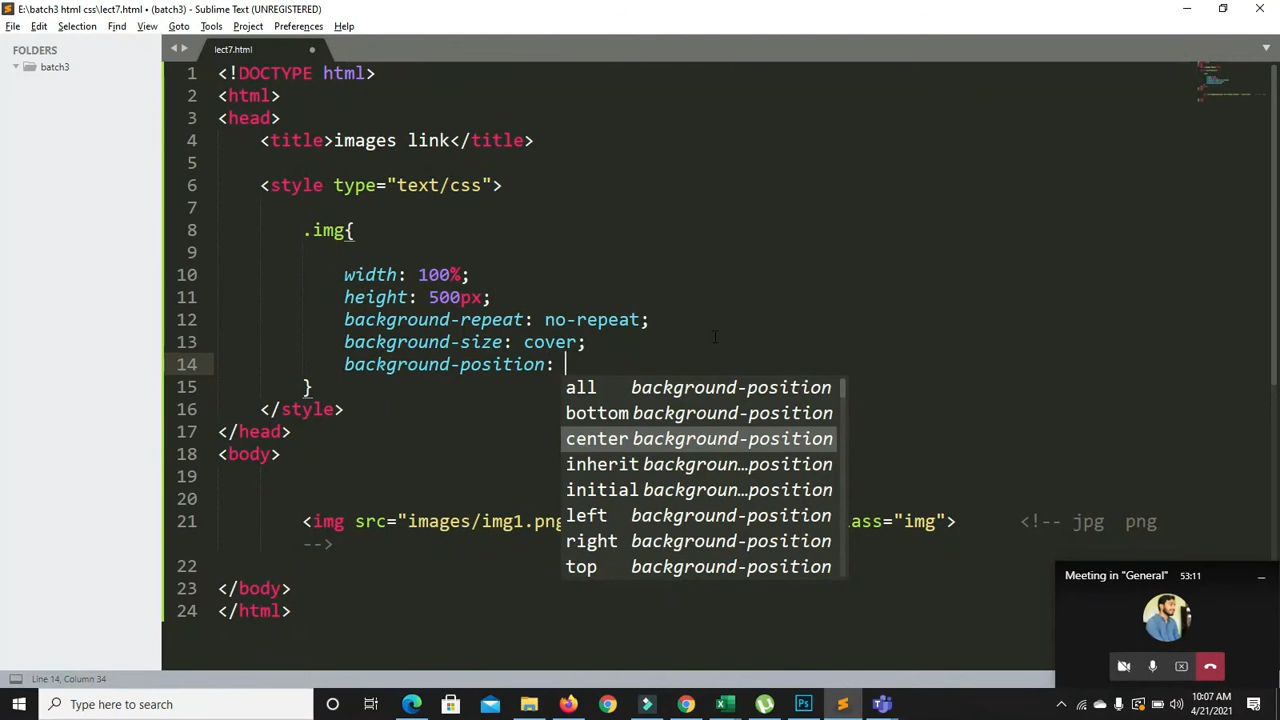 E:\batch3 html css\lect7.html • (batch3) - Sublime Text (UNREGISTERED)
File Edit Selection Find View Goto Tools Project Preferences Help
FOLDERS
batch3
lect7.html
1 <!DOCTYPE html>
2 <html>
3 <head>
4 <title>images link</title>
5
6 <style type="text/css">
7
8 .img{
9
10 width: 100%;
11 height: 500px;
12 background-repeat: no-repeat;
13 background-size: cover;
14 background-position:
all background-position
15 }
bottom background-position
16 </style>
center background-position
17 </head>
18 <body>
inherit backgroun…position
19
initial backgroun…position
20
left background-position
21 <img src="images/img1.png ass="img"> <!-- jpg png
-->
right background-position
22
top background-position
23 </body>
24 </html>
Meeting in "General" 53:11
Line 14, Column 34
Type here to search
10:07 AM
4/21/2021